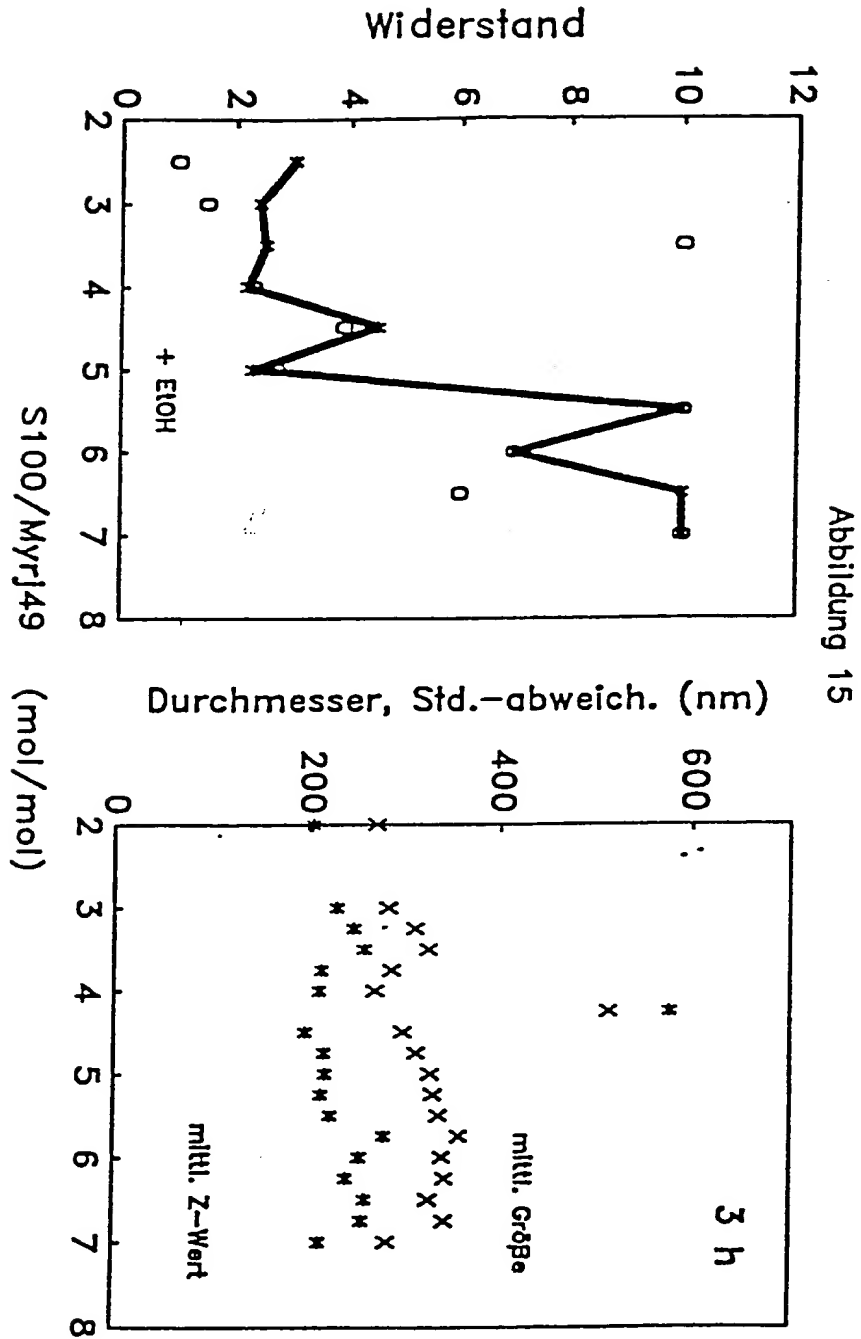 Abbildung 15
Widerstand
12
10
8
6
4
2
0
2 3 4 5 6 7 8
+ EtOH
S100/Myrj49 (mol/mol)
Durchmesser, Std.-abweich. (nm)
600
400
200
0
2 3 4 5 6 7 8
3 h
mittl. Größe
mittl. Z-Wert